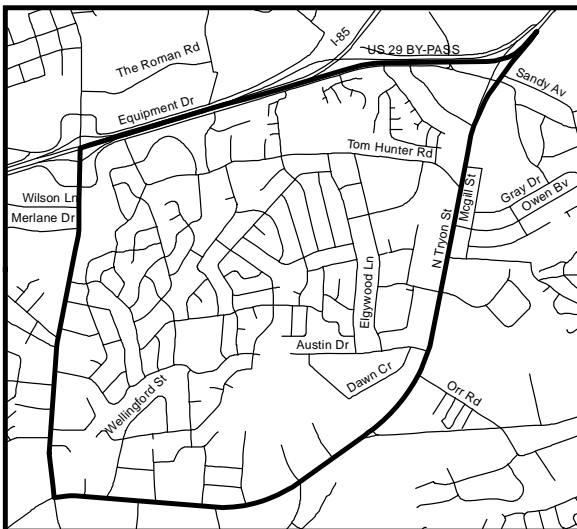 I-85
US 29 BY-PASS
The Roman Rd
Sandy Av
Equipment Dr
Tom Hunter Rd
Mcgill St
Gray Dr
Owen Bv
Wilson Ln
Merlane Dr
N Tryon St
Elgywood Ln
Austin Dr
Dawn Cr
Orr Rd
Wellingford St